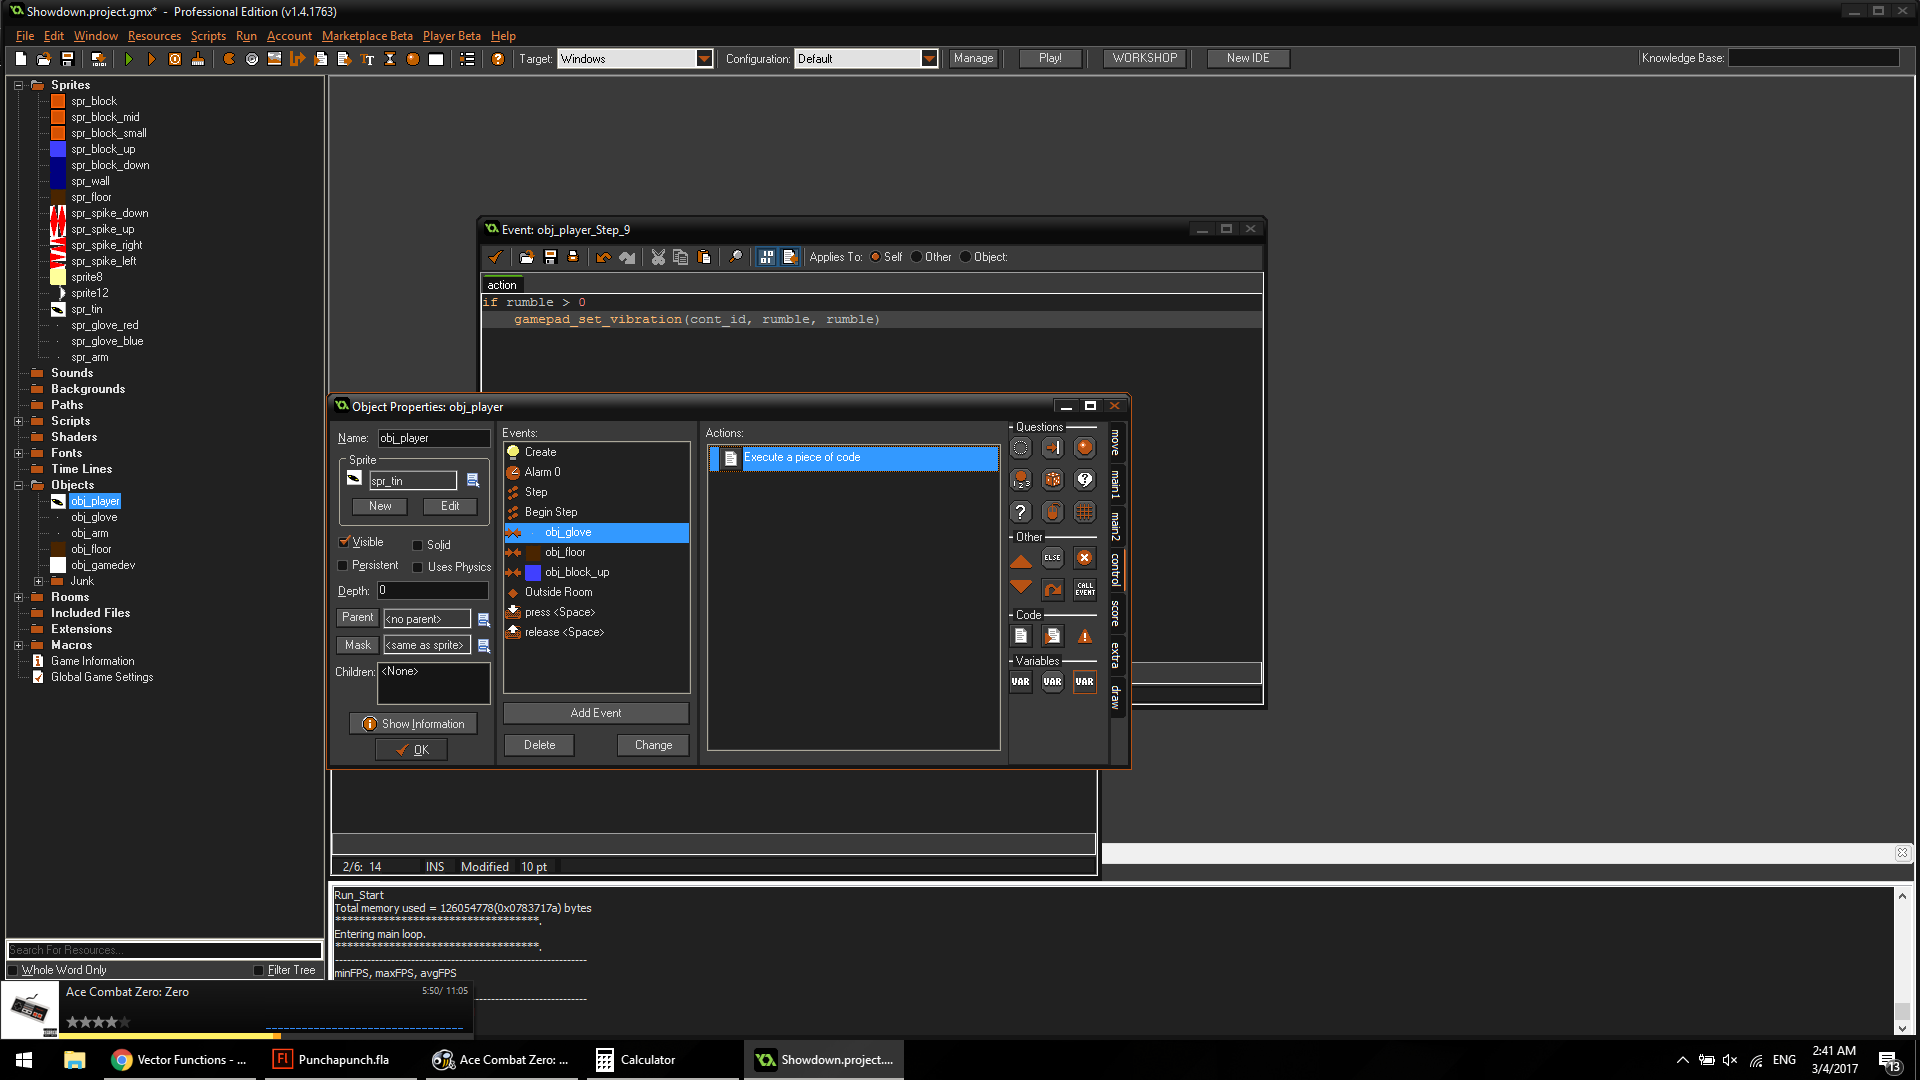 Showdown.project.gmx* - Professional Edition (v1.4.1763)
File Edit Window Resources Scripts Run Account Marketplace Beta Player Beta Help
Target: Windows Configuration: Default Manage Play! WORKSHOP New IDE Knowledge Base:
Sprites
spr_block
spr_block_mid
spr_block_small
spr_block_up
spr_block_down
spr_wall
spr_floor
spr_spike_down
spr_spike_up
spr_spike_right
spr_spike_left
sprite8
sprite12
spr_tin
spr_glove_red
spr_glove_blue
spr_arm
Sounds
Backgrounds
Paths
Scripts
Shaders
Fonts
Time Lines
Objects
obj_player
obj_glove
obj_arm
obj_floor
obj_gamedev
Junk
Rooms
Included Files
Extensions
Macros
Game Information
Global Game Settings
Search For Resources...
Whole Word Only Filter Tree
Event: obj_player_Step_9
Applies To: Self Other Object:
action
if rumble > 0
gamepad_set_vibration(cont_id, rumble, rumble)
Object Properties: obj_player
Name: obj_player
Sprite
spr_tin
New Edit
Visible Solid
Persistent Uses Physics
Depth: 0
Parent <no parent>
Mask <same as sprite>
Children: <None>
Show Information
OK
Events:
Create
Alarm 0
Step
Begin Step
obj_glove
obj_floor
obj_block_up
Outside Room
press <Space>
release <Space>
Add Event
Delete Change
Actions:
Execute a piece of code
Questions
1 2 3
?
?
Other
ELSE
CALL EVENT
Code
Variables
VAR VAR VAR
move
main1
main2
control
score
extra
draw
2/6: 14 INS Modified 10 pt
Run_Start
Total memory used = 126054778(0x0783717a) bytes
***********************************.
Entering main loop.
***********************************.
minFPS, maxFPS, avgFPS
Ace Combat Zero: Zero 5:50/ 11:05
Vector Functions - ...
Fl Punchapunch.fla
Ace Combat Zero: ...
Calculator
Showdown.project....
ENG
2:41 AM
3/4/2017
13